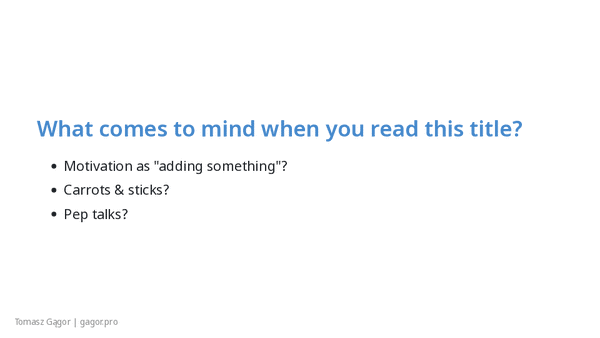 What comes to mind when you read this title?
• Motivation as "adding something"?
• Carrots & sticks?
• Pep talks?
Tomasz Gągor | gagor.pro